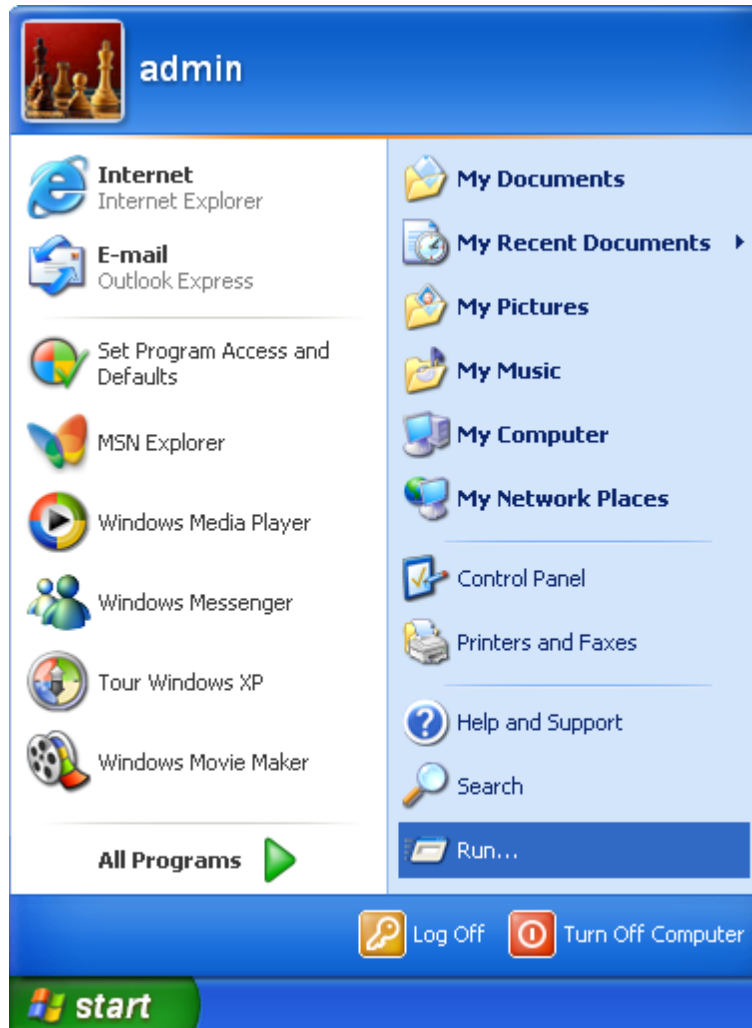 admin
Internet
Internet Explorer
E-mail
Outlook Express
Set Program Access and
Defaults
MSN Explorer
Windows Media Player
Windows Messenger
Tour Windows XP
Windows Movie Maker
All Programs
My Documents
My Recent Documents
My Pictures
My Music
My Computer
My Network Places
Control Panel
Printers and Faxes
Help and Support
Search
Run...
Log Off
Turn Off Computer
start